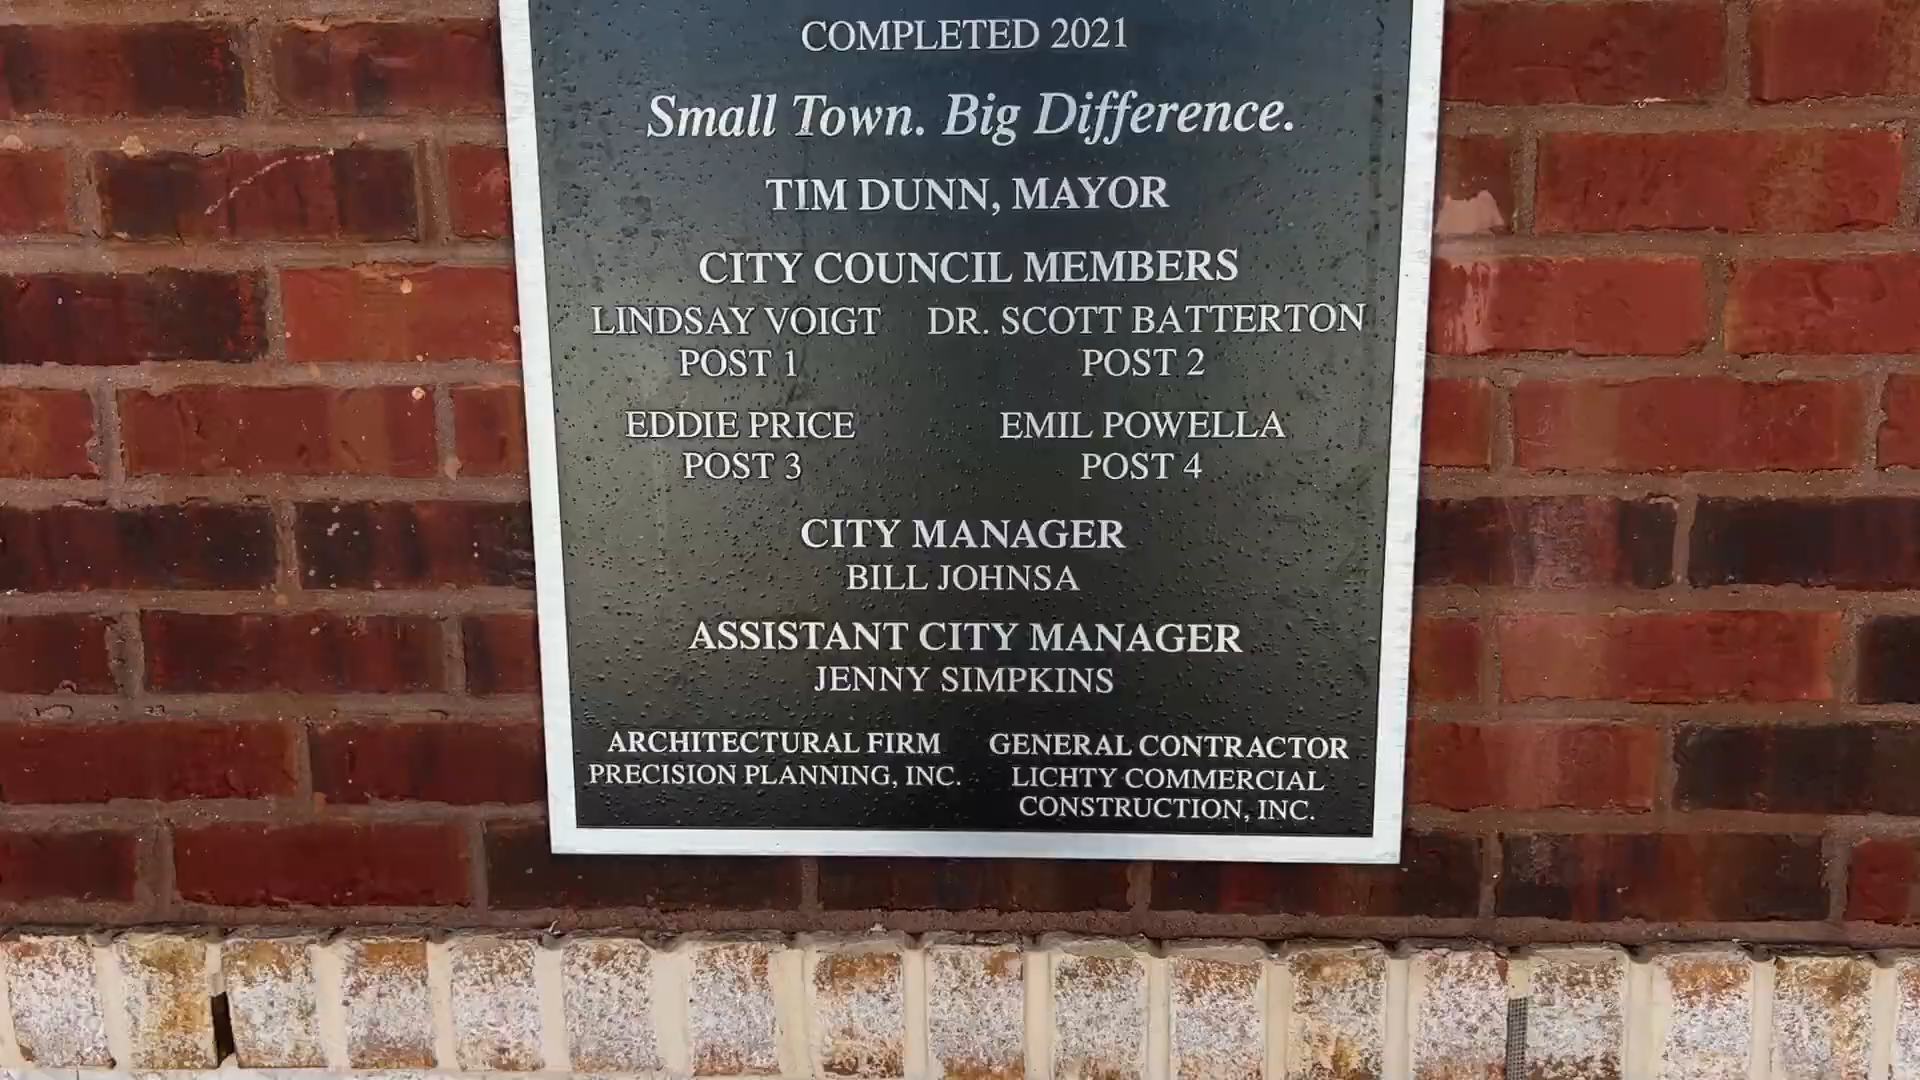 COMPLETED 2021
Small Town. Big Difference.
TIM DUNN, MAYOR
CITY COUNCIL MEMBERS
LINDSAY VOIGT DR. SCOTT BATTERTON
POST 1 POST 2
EDDIE PRICE EMIL POWELLA
POST 3 POST 4
CITY MANAGER
BILL JOHNSA
ASSISTANT CITY MANAGER
JENNY SIMPKINS
ARCHITECTURAL FIRM GENERAL CONTRACTOR
PRECISION PLANNING, INC. LICHTY COMMERCIAL
CONSTRUCTION, INC.